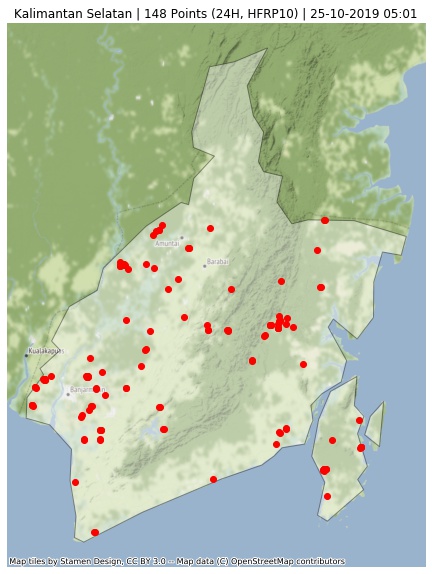 Kalimantan Selatan | 148 Points (24H, HFRP10) | 25-10-2019 05:01
Amuntai
Barabai
Kualakapuas
Map tiles by Stamen Design, CC BY 3.0 -- Map data (C) OpenStreetMap contributors